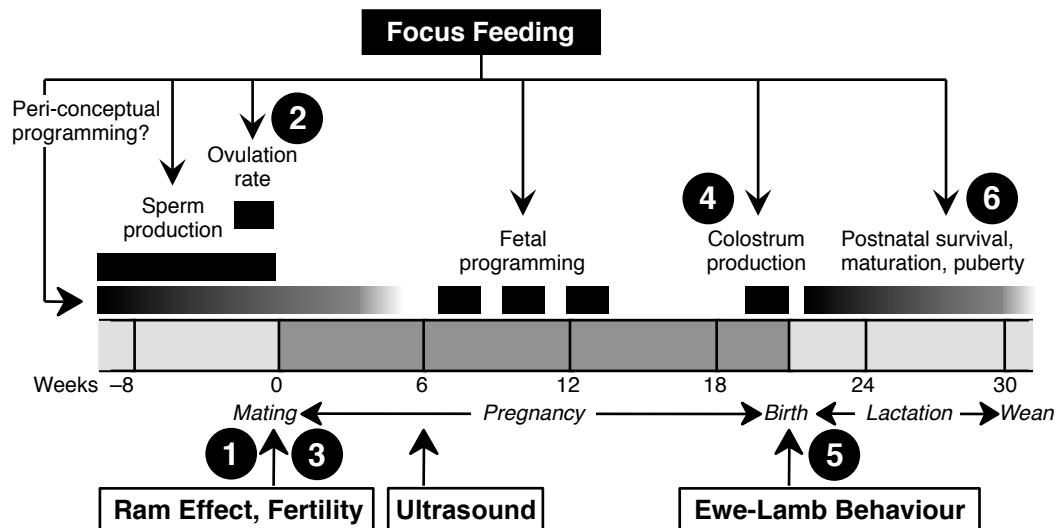 Focus Feeding
Peri-conceptual
programming?
2
Ovulation
rate
Sperm
production
Fetal
programming
4
Colostrum
production
6
Postnatal survival,
maturation, puberty
Weeks –8 0 6 12 18 24 30
Mating Pregnancy Birth Lactation Wean
1 3 5
Ram Effect, Fertility Ultrasound Ewe-Lamb Behaviour